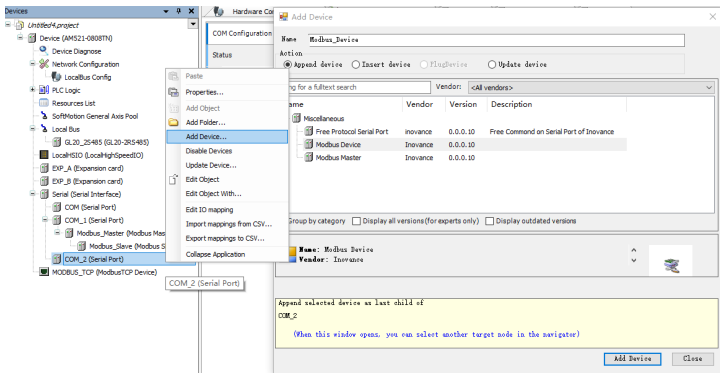 Devices
Untitled4.project
Device (AM521-0808TN)
Device Diagnose
Network Configuration
LocalBus Config
PLC Logic
Resources List
SoftMotion General Axis Pool
Local Bus
GL20_2S485 (GL20-2RS485)
LocalHSIO (LocalHighSpeedIO)
EXP_A (Expansion card)
EXP_B (Expansion card)
Serial (Serial Interface)
COM (Serial Port)
COM_1 (Serial Port)
Modbus_Master (Modbus Mas
Modbus_Slave (Modbus S
COM_2 (Serial Port)
MODBUS_TCP (ModbusTCP Device)
COM_2 (Serial Port)
Hardware Con
COM Configuration
Status
Paste
Properties...
Add Object
Add Folder...
Add Device...
Disable Devices
Update Device...
Edit Object
Edit Object With...
Edit IO mapping
Import mappings from CSV...
Export mappings to CSV...
Collapse Application
Add Device
Name Modbus_Device
Action
Append device Insert device PlugDevice Update device
ng for a fulltext search Vendor: <All vendors>
ame Vendor Version Description
Miscellaneous
Free Protocol Serial Port inovance 0.0.0.10 Free Commond on Serial Port of Inovance
Modbus Device Inovance 0.0.0.10
Modbus Master Inovance 0.0.0.10
Group by category Display all versions (for experts only) Display outdated versions
Name: Modbus Device
Vendor: Inovance
Append selected device as last child of
COM_2
(When this window opens, you can select another target node in the navigator)
Add Device Close